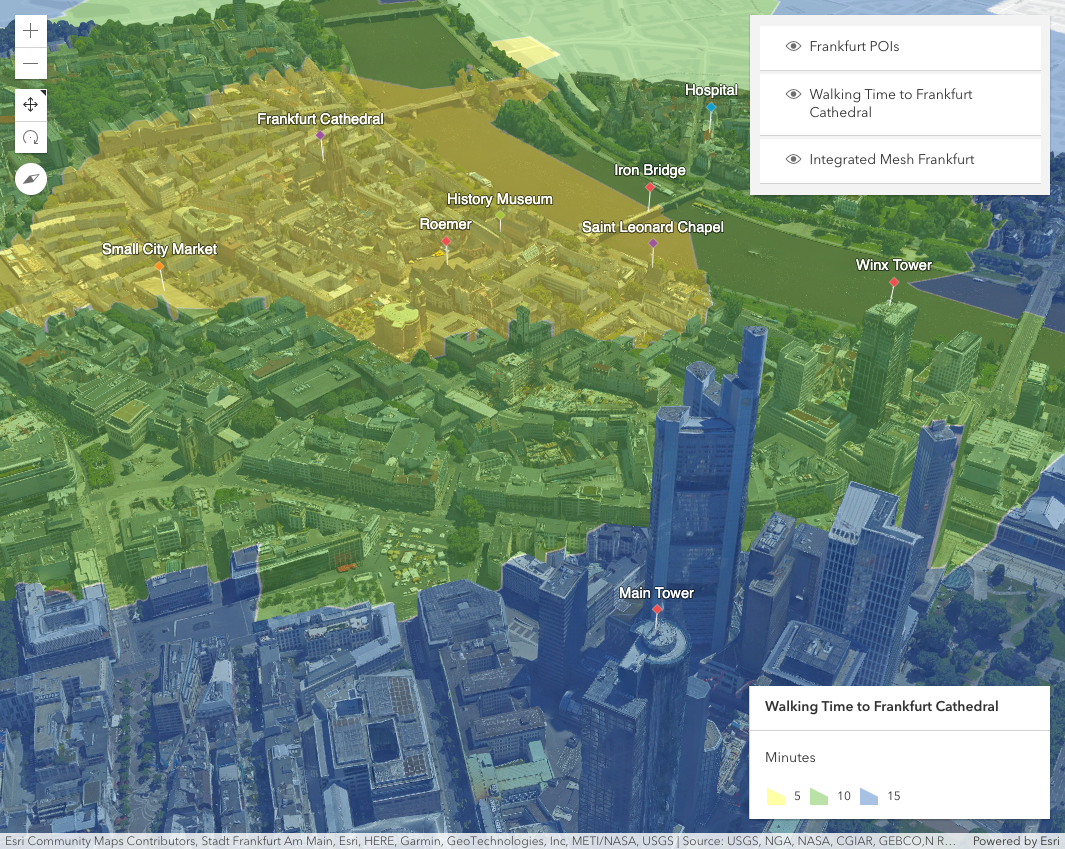 Frankfurt POIs
Walking Time to Frankfurt
Cathedral
Integrated Mesh Frankfurt
Hospital
Frankfurt Cathedral
Iron Bridge
History Museum
Roemer
Saint Leonard Chapel
Small City Market
Winx Tower
Main Tower
Walking Time to Frankfurt Cathedral
Minutes
5 10 15
Esri Community Maps Contributors, Stadt Frankfurt Am Main, Esri, HERE, Garmin, GeoTechnologies, Inc, METI/NASA, USGS | Source: USGS, NGA, NASA, CGIAR, GEBCO,N R... Powered by Esri